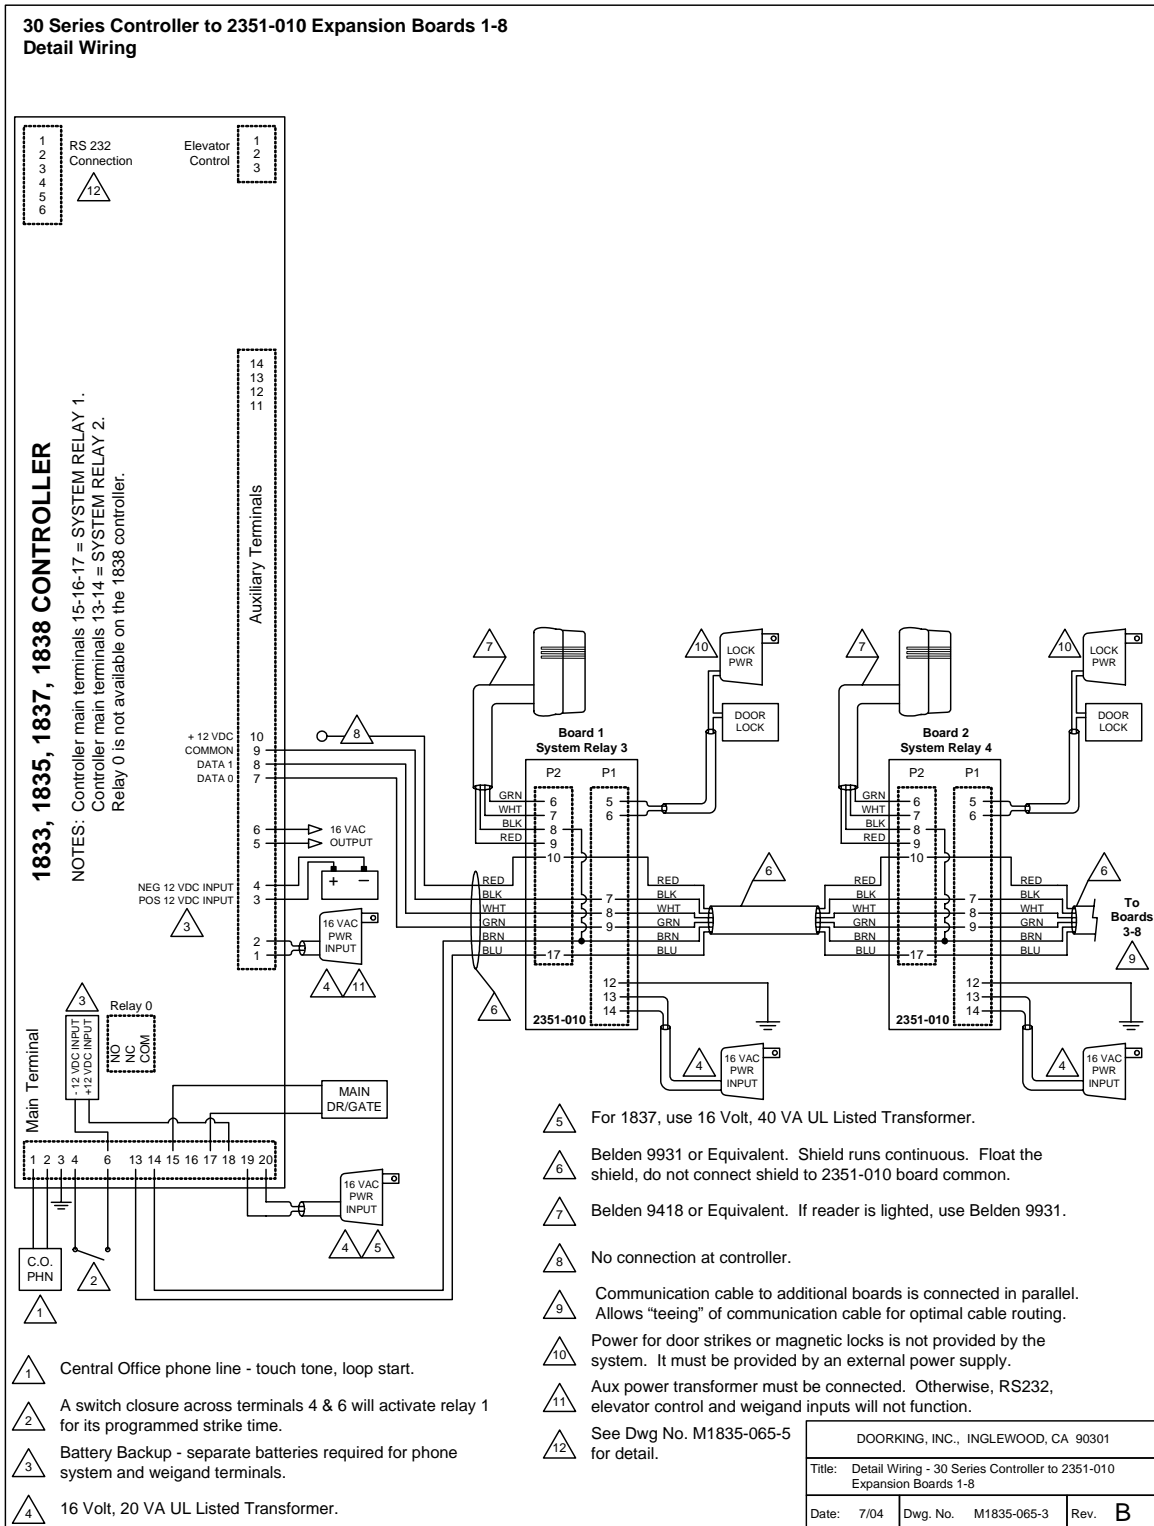 30 Series Controller to 2351-010 Expansion Boards 1-8
Detail Wiring
1
2
3
4
5
6
RS 232
Connection
12
Elevator
Control
1
2
3
1833, 1835, 1837, 1838 CONTROLLER
NOTES: Controller main terminals 15-16-17 = SYSTEM RELAY 1.
Controller main terminals 13-14 = SYSTEM RELAY 2.
Relay 0 is not available on the 1838 controller.
Auxiliary Terminals
14
13
12
11
+ 12 VDC 10
COMMON 9
DATA 1 8
DATA 0 7
6 16 VAC
5 OUTPUT
NEG 12 VDC INPUT 4
POS 12 VDC INPUT 3
3
+ −
2
1
16 VAC
PWR
INPUT
4 11
8
3
- 12 VDC INPUT
+12 VDC INPUT
Relay 0
NO
NC
COM
Main Terminal
1 2 3 4 6 13 14 15 16 17 18 19 20
MAIN
DR/GATE
16 VAC
PWR
INPUT
4 5
C.O.
PHN
1
2
7
10
LOCK
PWR
DOOR
LOCK
Board 1
System Relay 3
P2 P1
GRN 6 5
WHT 7 6
BLK 8
RED 9
10
RED RED
BLK 7 BLK
WHT 8 WHT
GRN 9 GRN
BRN BRN
BLU 17 BLU
12
13
14
2351-010
6
6
4
16 VAC
PWR
INPUT
7
10
LOCK
PWR
DOOR
LOCK
Board 2
System Relay 4
P2 P1
GRN 6 5
WHT 7 6
BLK 8
RED 9
10
RED RED
BLK 7 BLK
WHT 8 WHT
GRN 9 GRN
BRN BRN
BLU 17 BLU
12
13
14
2351-010
6
To
Boards
3-8
9
4
16 VAC
PWR
INPUT
1 Central Office phone line - touch tone, loop start.
2 A switch closure across terminals 4 & 6 will activate relay 1
for its programmed strike time.
3 Battery Backup - separate batteries required for phone
system and weigand terminals.
4 16 Volt, 20 VA UL Listed Transformer.
5 For 1837, use 16 Volt, 40 VA UL Listed Transformer.
6 Belden 9931 or Equivalent. Shield runs continuous. Float the
shield, do not connect shield to 2351-010 board common.
7 Belden 9418 or Equivalent. If reader is lighted, use Belden 9931.
8 No connection at controller.
9 Communication cable to additional boards is connected in parallel.
Allows “teeing” of communication cable for optimal cable routing.
10 Power for door strikes or magnetic locks is not provided by the
system. It must be provided by an external power supply.
11 Aux power transformer must be connected. Otherwise, RS232,
elevator control and weigand inputs will not function.
12 See Dwg No. M1835-065-5
for detail.
DOORKING, INC., INGLEWOOD, CA 90301
Title: Detail Wiring - 30 Series Controller to 2351-010
Expansion Boards 1-8
Date: 7/04 Dwg. No. M1835-065-3 Rev. B